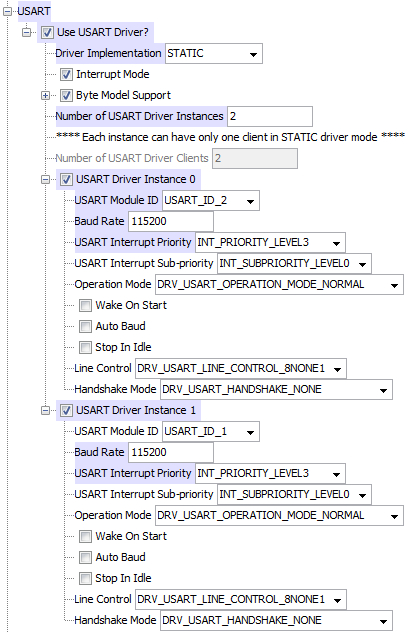 USART
Use USART Driver?
Driver Implementation STATIC
Interrupt Mode
Byte Model Support
Number of USART Driver Instances 2
**** Each instance can have only one client in STATIC driver mode ****
Number of USART Driver Clients 2
USART Driver Instance 0
USART Module ID USART_ID_2
Baud Rate 115200
USART Interrupt Priority INT_PRIORITY_LEVEL3
USART Interrupt Sub-priority INT_SUBPRIORITY_LEVEL0
Operation Mode DRV_USART_OPERATION_MODE_NORMAL
Wake On Start
Auto Baud
Stop In Idle
Line Control DRV_USART_LINE_CONTROL_8NONE1
Handshake Mode DRV_USART_HANDSHAKE_NONE
USART Driver Instance 1
USART Module ID USART_ID_1
Baud Rate 115200
USART Interrupt Priority INT_PRIORITY_LEVEL3
USART Interrupt Sub-priority INT_SUBPRIORITY_LEVEL0
Operation Mode DRV_USART_OPERATION_MODE_NORMAL
Wake On Start
Auto Baud
Stop In Idle
Line Control DRV_USART_LINE_CONTROL_8NONE1
Handshake Mode DRV_USART_HANDSHAKE_NONE